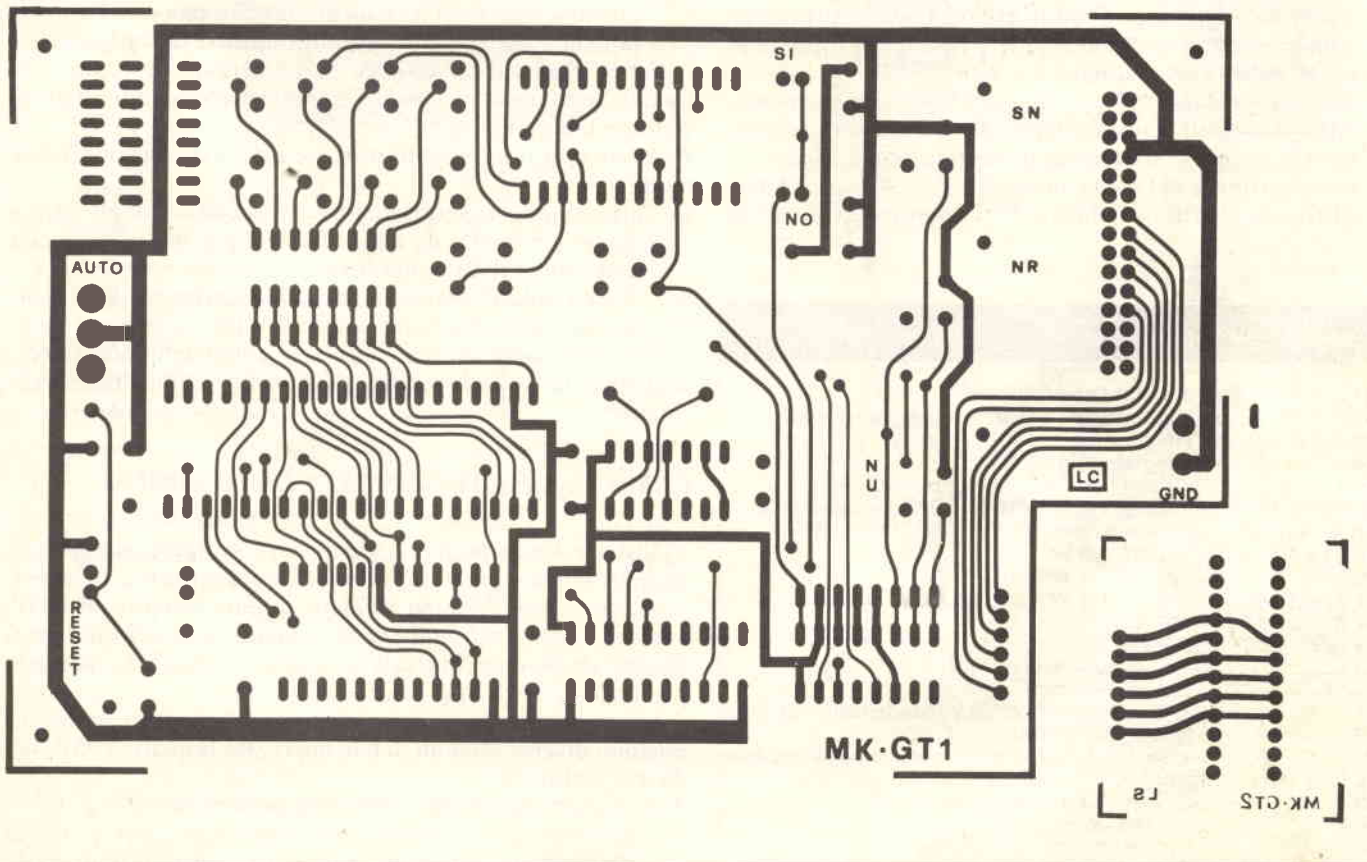 SI
SN
NO
AUTO
NR
NU
LC
GND
RESET
MK·GT1
LS
MK·GT2